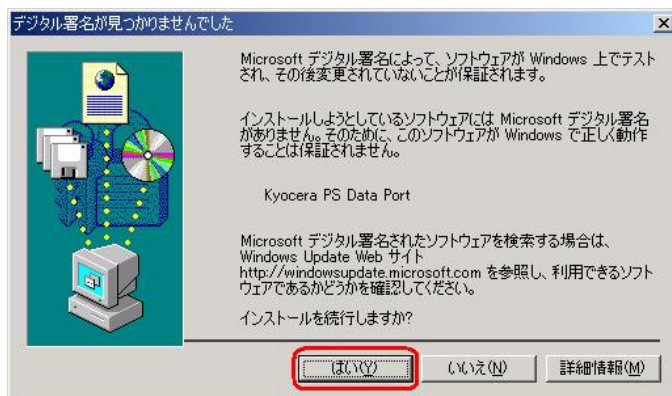 デジタル署名が見つかりませんでした
Microsoft デジタル署名によって、ソフトウェアが Windows 上でテスト
され、その後変更されていないことが保証されます。
インストールしようとしているソフトウェアには Microsoft デジタル署名
がありません。そのために、このソフトウェアが Windows で正しく動作
することは保証されません。
Kyocera PS Data Port
Microsoft デジタル署名されたソフトウェアを検索する場合は、
Windows Update Web サイト
http://windowsupdate.microsoft.com を参照し、利用できるソフト
ウェアであるかどうかを確認してください。
インストールを続行しますか?
はい(Y) いいえ(N) 詳細情報(M)